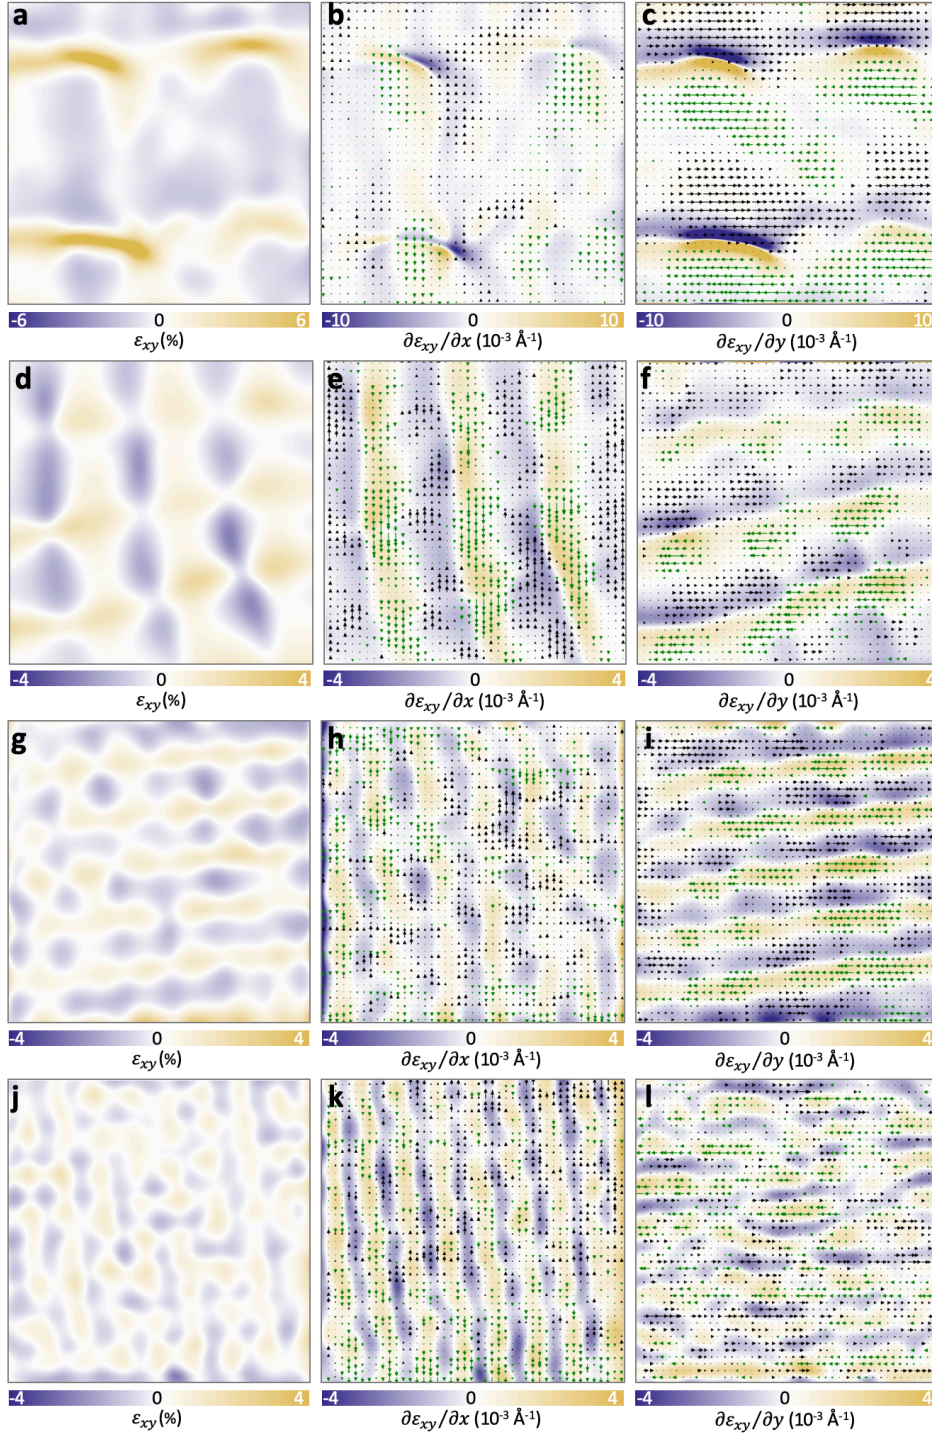 a b c
-6 0 6 -10 0 10 -10 0 10
εxy(%) ∂εxy/∂x (10⁻³ Å⁻¹) ∂εxy/∂y (10⁻³ Å⁻¹)
d e f
-4 0 4 -4 0 4 -4 0 4
εxy(%) ∂εxy/∂x (10⁻³ Å⁻¹) ∂εxy/∂y (10⁻³ Å⁻¹)
g h i
-4 0 4 -4 0 4 -4 0 4
εxy(%) ∂εxy/∂x (10⁻³ Å⁻¹) ∂εxy/∂y (10⁻³ Å⁻¹)
j k l
-4 0 4 -4 0 4 -4 0 4
εxy(%) ∂εxy/∂x (10⁻³ Å⁻¹) ∂εxy/∂y (10⁻³ Å⁻¹)